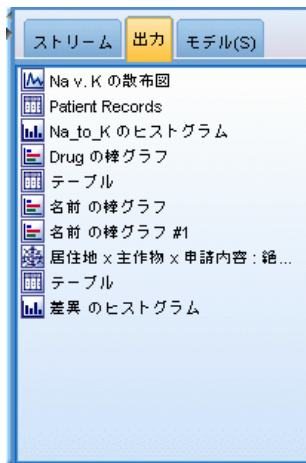 ストリーム 出力 モデル(S)
Na v. K の散布図
Patient Records
Na_to_K のヒストグラム
Drug の棒グラフ
テーブル
名前 の棒グラフ
名前 の棒グラフ #1
居住地 x 主作物 x 申請内容 : 絶...
テーブル
差異 のヒストグラム